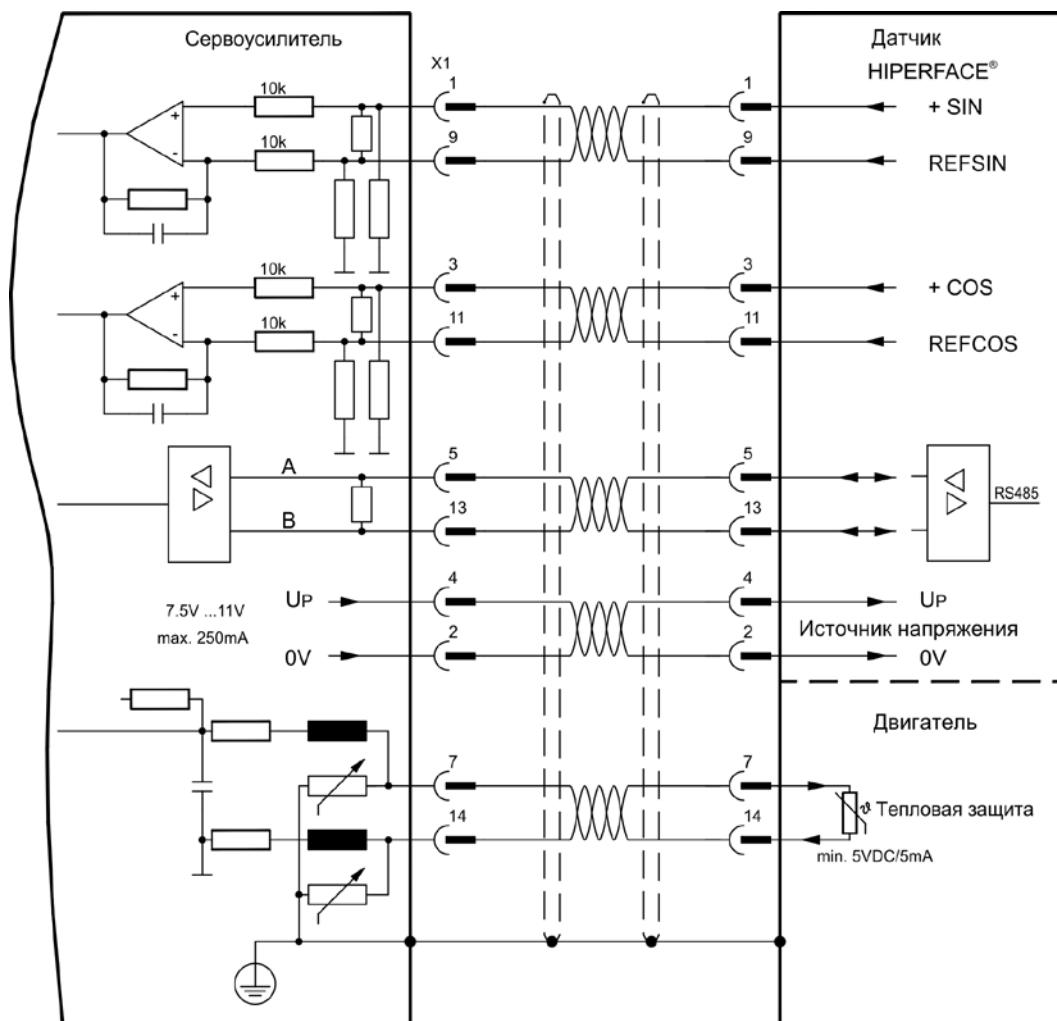 Сервоусилитель
Датчик
HIPERFACE®
X1
10k
1
1
+ SIN
+
-
10k
9
9
REFSIN
10k
3
3
+ COS
+
-
10k
11
11
REFCOS
A
5
5
RS485
B
13
13
7.5V ...11V
max. 250mA
UP
4
4
UP
Источник напряжения
0V
2
2
0V
Двигатель
7
7
ϑ Тепловая защита
14
14
min. 5VDC/5mA